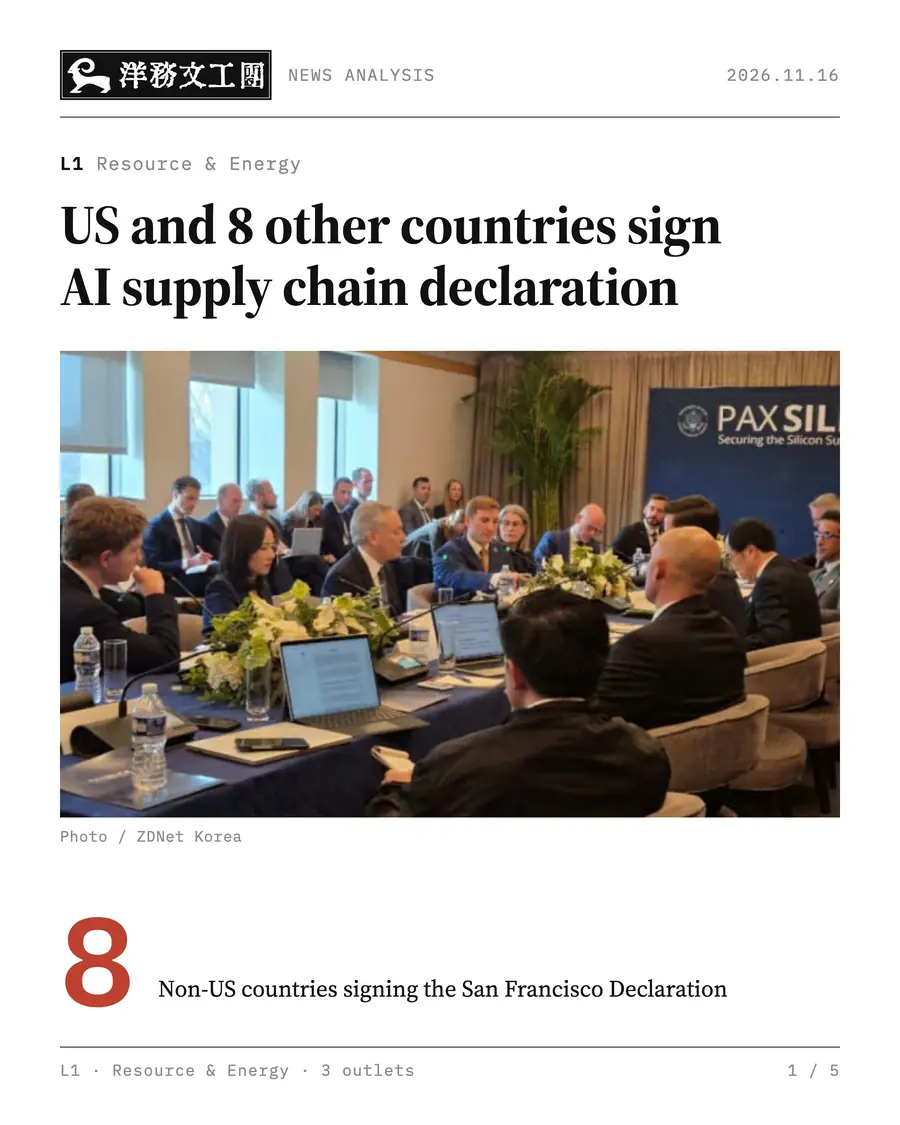 洋務文工團
NEWS ANALYSIS
2026.11.16
L1 Resource & Energy
US and 8 other countries sign
AI supply chain declaration
PAX SIL
Securing the Silicon Su
Photo / ZDNet Korea
8
Non-US countries signing the San Francisco Declaration
L1 · Resource & Energy · 3 outlets
1 / 5